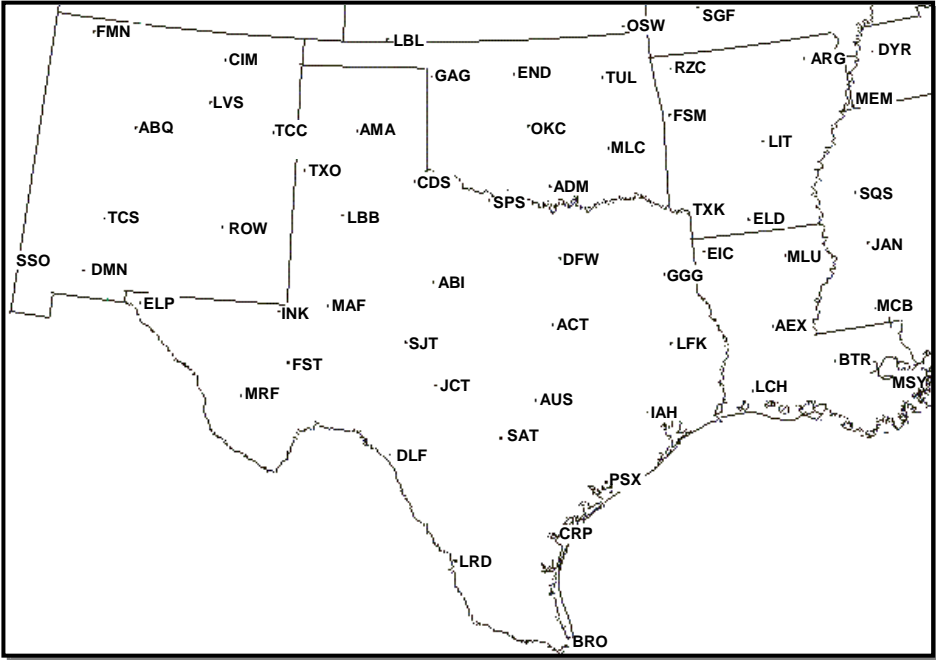 SGF
OSW
FMN
LBL
DYR
CIM
ARG
RZC
GAG
END
TUL
LVS
MEM
FSM
ABQ
TCC
AMA
OKC
LIT
MLC
TXO
CDS
ADM
SQS
SPS
TXK
TCS
LBB
ELD
ROW
JAN
EIC
MLU
SSO
DFW
DMN
GGG
ABI
ELP
MAF
MCB
INK
ACT
AEX
SJT
LFK
BTR
FST
MSY
JCT
LCH
MRF
AUS
IAH
SAT
DLF
PSX
CRP
LRD
BRO